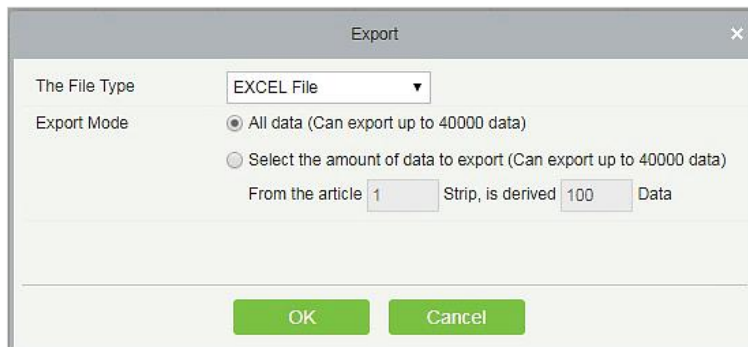 Export ×
The File Type EXCEL File ▼
Export Mode All data (Can export up to 40000 data)
Select the amount of data to export (Can export up to 40000 data)
From the article 1 Strip, is derived 100 Data
OK Cancel